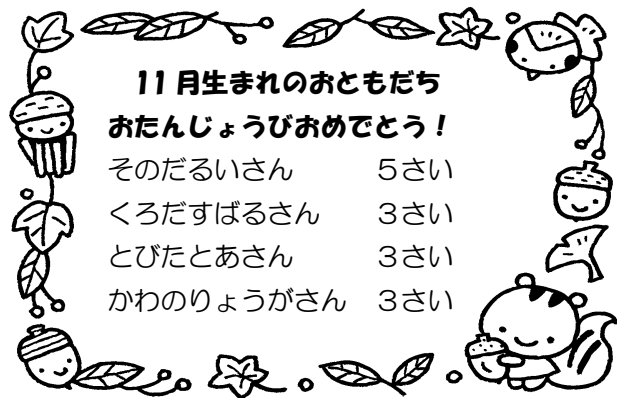 11月生まれのおともだち
おたんじょうびおめでとう！
そのだるいさん　5さい
くろだすばるさん　3さい
とびたとあさん　3さい
かわのりょうがさん　3さい